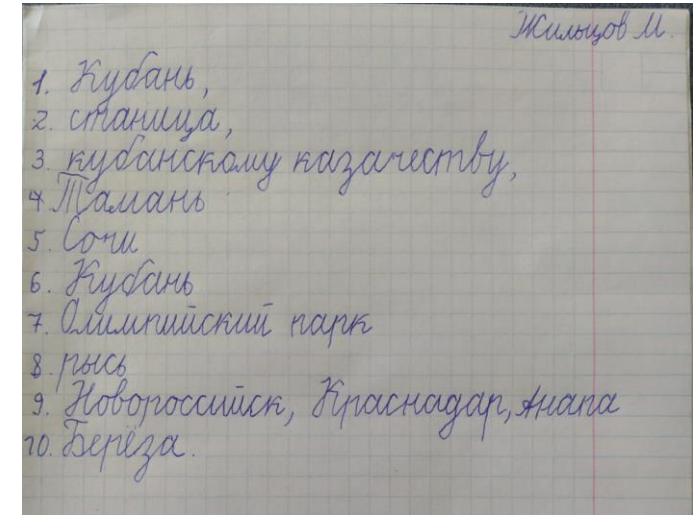 Жильцов М.
1. Кубань,
2. станица,
3. кубанскому казачеству,
4. Тамань
5. Сочи
6. Кубань
7. Олимпийский парк
8. рысь
9. Новороссийск, Краснадар, Анапа
10. Берёза.